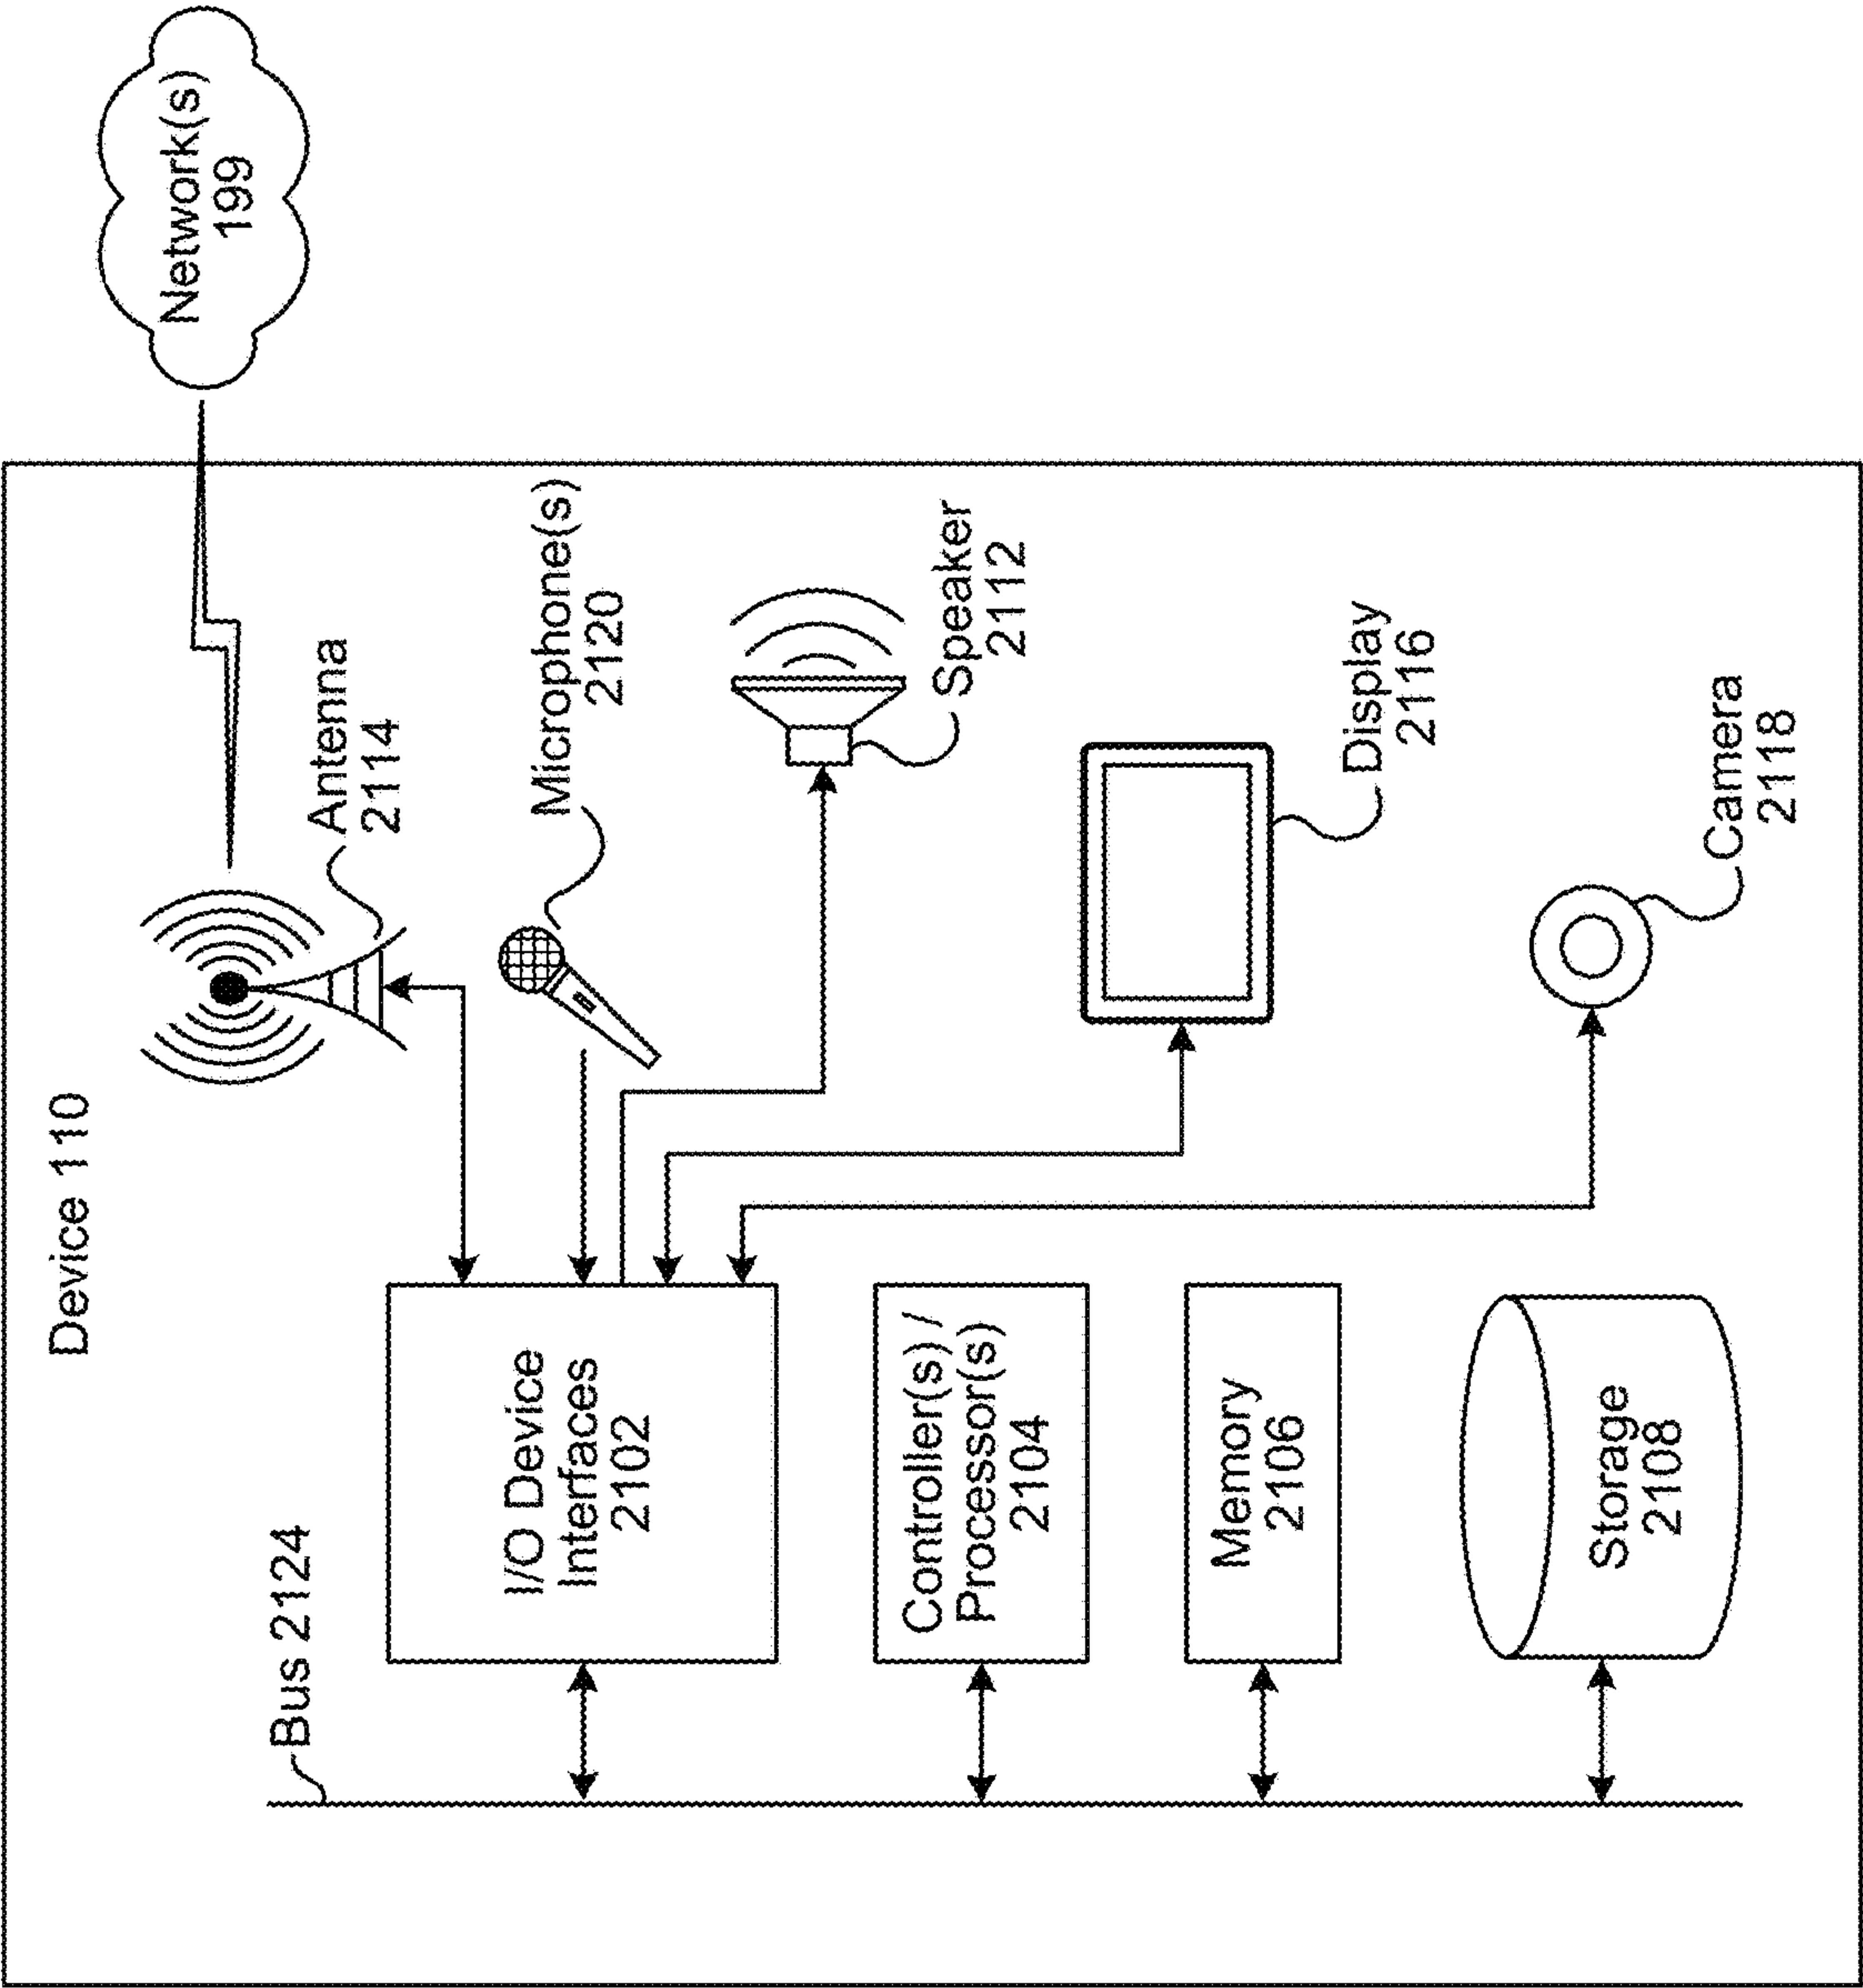 Device 110
Network(s)
199
Bus 2124
Antenna
2114
I/O Device
Interfaces
2102
Microphone(s)
2120
Speaker
2112
Controller(s) /
Processor(s)
2104
Display
2116
Memory
2106
Camera
2118
Storage
2108